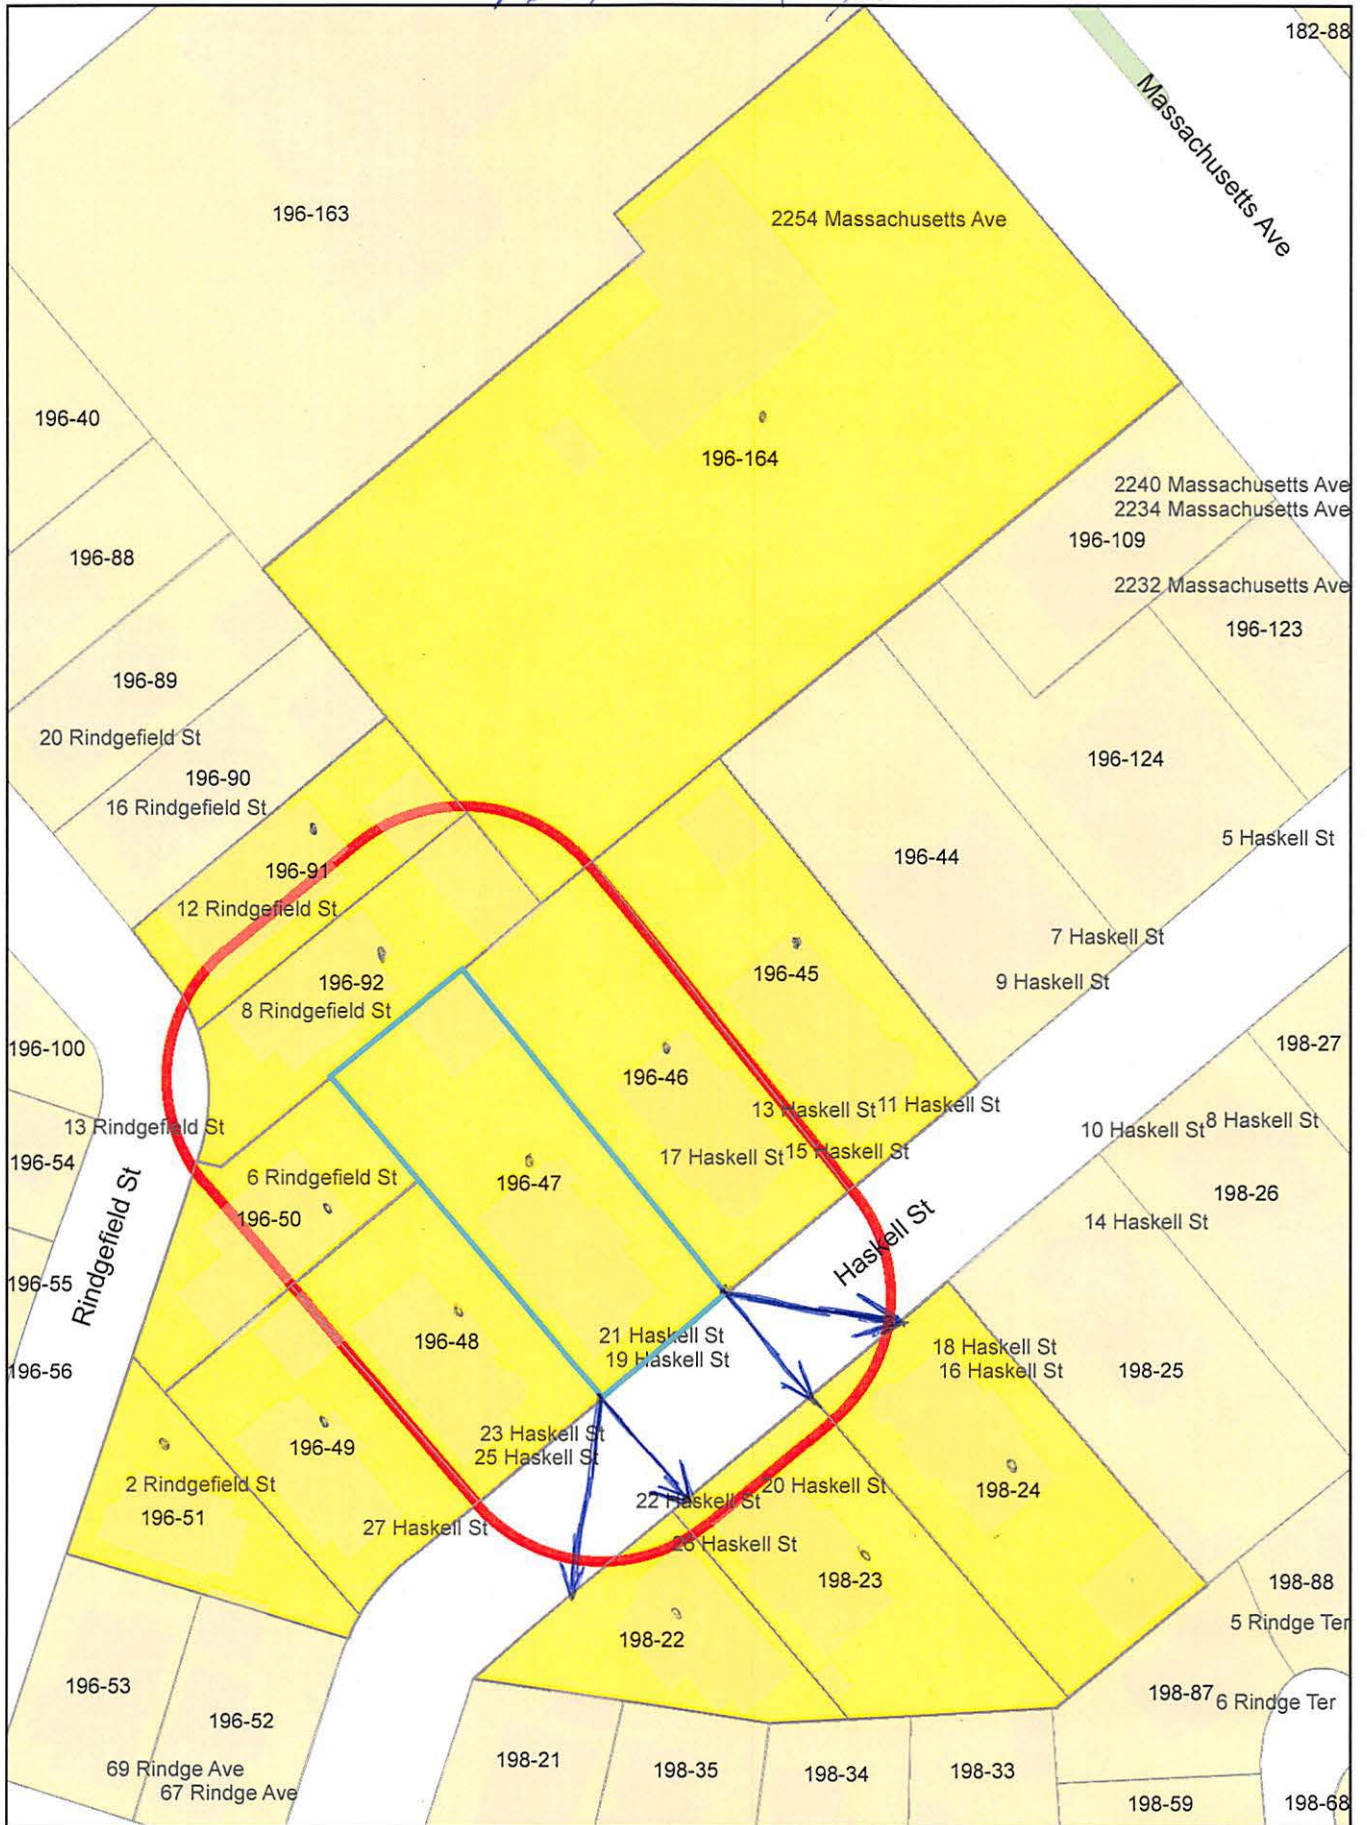 182-88
Massachusetts Ave
196-163
2254 Massachusetts Ave
196-40
196-164
2240 Massachusetts Ave
2234 Massachusetts Ave
196-109
196-88
2232 Massachusetts Ave
196-123
196-89
20 Rindgefield St
196-90
16 Rindgefield St
196-124
5 Haskell St
196-44
196-91
12 Rindgefield St
7 Haskell St
196-45
196-92
9 Haskell St
8 Rindgefield St
196-100
198-27
196-46
13 Haskell St
11 Haskell St
13 Rindgefield St
10 Haskell St
8 Haskell St
17 Haskell St
15 Haskell St
196-54
6 Rindgefield St
196-47
198-26
196-50
14 Haskell St
Haskell St
Rindgefield St
196-55
196-48
21 Haskell St
19 Haskell St
18 Haskell St
16 Haskell St
198-25
196-56
23 Haskell St
25 Haskell St
196-49
2 Rindgefield St
196-51
20 Haskell St
198-24
22 Haskell St
27 Haskell St
26 Haskell St
198-23
198-88
5 Rindge Ter
198-22
196-53
198-87
6 Rindge Ter
196-52
198-21
198-35
198-34
198-33
69 Rindge Ave
67 Rindge Ave
198-59
198-68